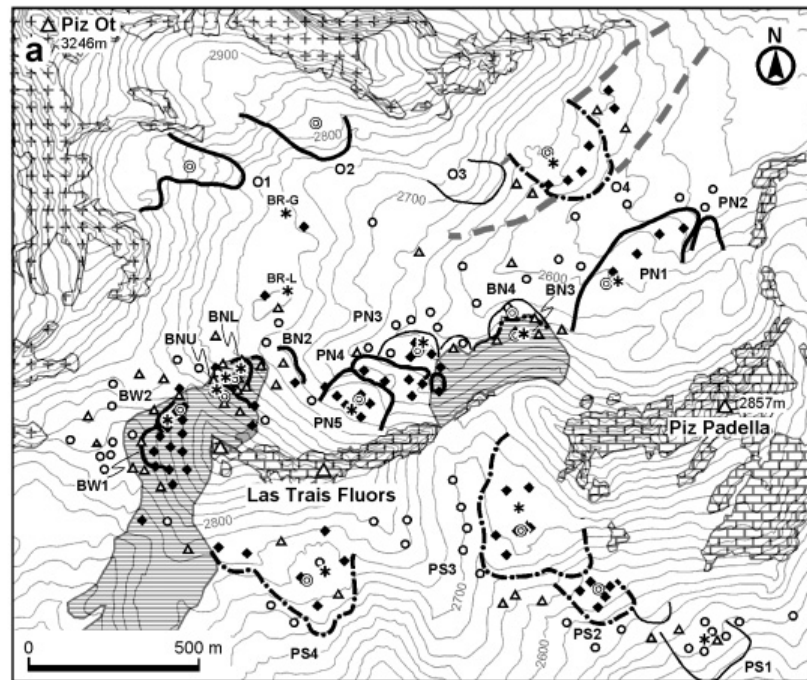 Piz Ot
3246m
a
N
2900
2800
O1
O2
O3
O4
2700
BR-G
PN2
BR-L
2600
PN1
BN4
BN3
PN3
BNL
BNU
BN2
PN4
BW2
PN5
2857m
Piz Padella
BW1
Las Trais Fluors
2800
PS3
2700
PS2
2600
PS4
PS1
0
500 m